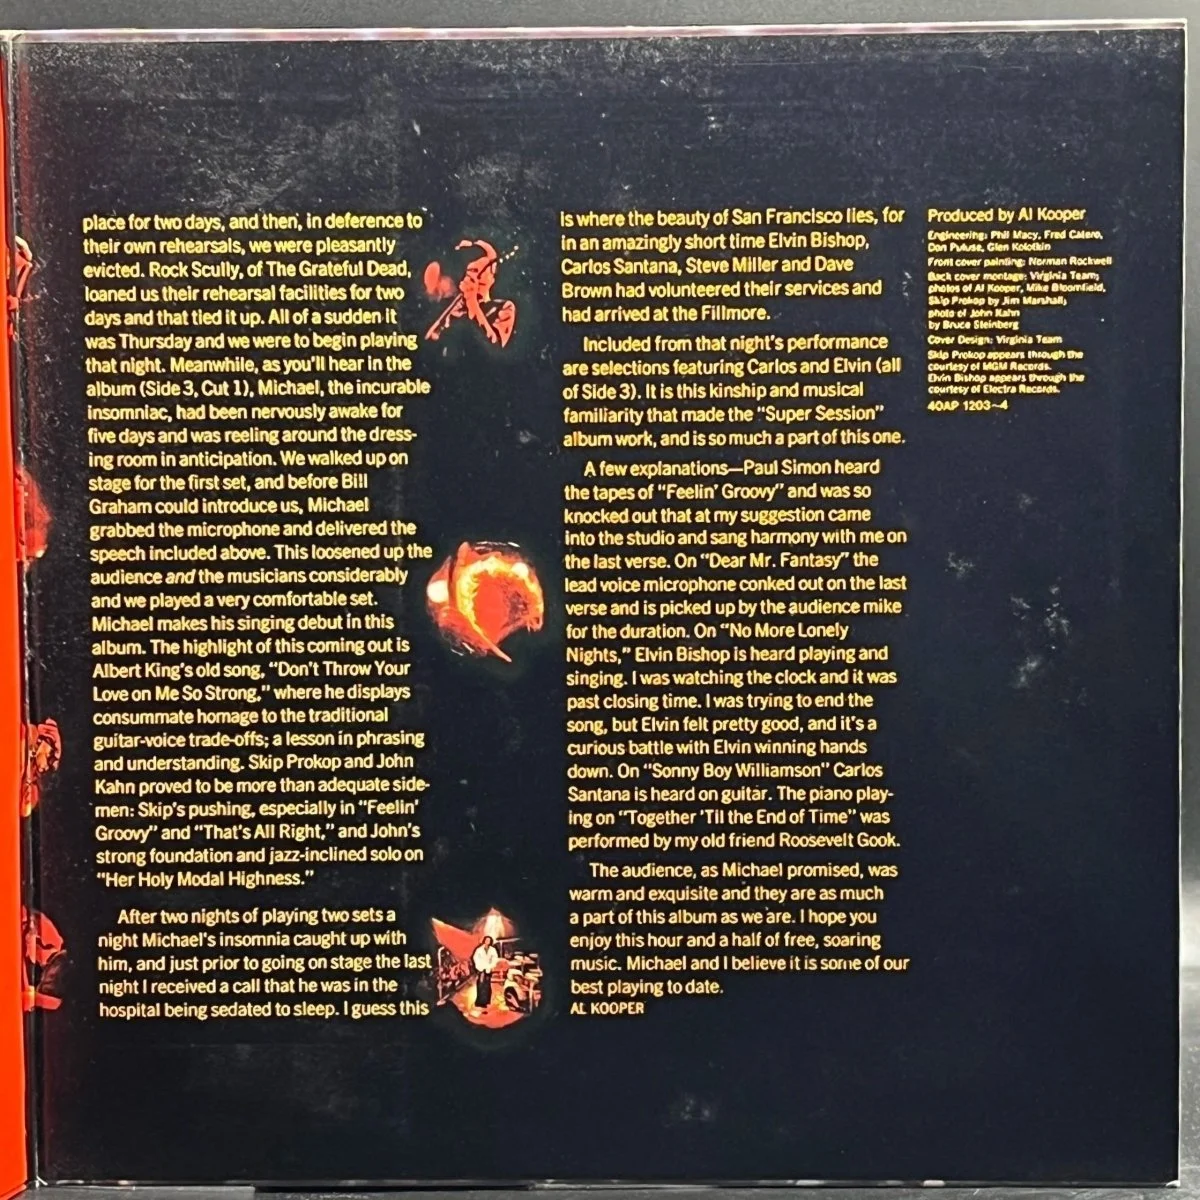 place for two days, and then, in deference to
their own rehearsals, we were pleasantly
evicted. Rock Scully, of The Grateful Dead,
loaned us their rehearsal facilities for two
days and that tied it up. All of a sudden it
was Thursday and we were to begin playing
that night. Meanwhile, as you'll hear in the
album (Side 3, Cut 1), Michael, the incurable
insomniac, had been nervously awake for
five days and was reeling around the dress-
ing room in anticipation. We walked up on
stage for the first set, and before Bill
Graham could introduce us, Michael
grabbed the microphone and delivered the
speech included above. This loosened up the
audience and the musicians considerably
and we played a very comfortable set.
Michael makes his singing debut in this
album. The highlight of this coming out is
Albert King's old song, "Don't Throw Your
Love on Me So Strong," where he displays
consummate homage to the traditional
guitar-voice trade-offs; a lesson in phrasing
and understanding. Skip Prokop and John
Kahn proved to be more than adequate side-
men: Skip's pushing, especially in "Feelin'
Groovy" and "That's All Right," and John's
strong foundation and jazz-inclined solo on
"Her Holy Modal Highness."
After two nights of playing two sets a
night Michael's insomnia caught up with
him, and just prior to going on stage the last
night I received a call that he was in the
hospital being sedated to sleep. I guess this
is where the beauty of San Francisco lies, for
in an amazingly short time Elvin Bishop,
Carlos Santana, Steve Miller and Dave
Brown had volunteered their services and
had arrived at the Fillmore.
Included from that night's performance
are selections featuring Carlos and Elvin (all
of Side 3). It is this kinship and musical
familiarity that made the "Super Session"
album work, and is so much a part of this one.
A few explanations—Paul Simon heard
the tapes of "Feelin' Groovy" and was so
knocked out that at my suggestion came
into the studio and sang harmony with me on
the last verse. On "Dear Mr. Fantasy" the
lead voice microphone conked out on the last
verse and is picked up by the audience mike
for the duration. On "No More Lonely
Nights," Elvin Bishop is heard playing and
singing. I was watching the clock and it was
past closing time. I was trying to end the
song, but Elvin felt pretty good, and it's a
curious battle with Elvin winning hands
down. On "Sonny Boy Williamson" Carlos
Santana is heard on guitar. The piano play-
ing on "Together 'Til the End of Time" was
performed by my old friend Roosevelt Gook.
The audience, as Michael promised, was
warm and exquisite and they are as much
a part of this album as we are. I hope you
enjoy this hour and a half of free, soaring
music. Michael and I believe it is some of our
best playing to date.
AL KOOPER
Produced by Al Kooper
Engineering: Phil Macy, Fred Catero,
Don Puluse, Glen Kolotkin
Front cover painting: Norman Rockwell
Back cover montage: Virginia Team;
photos of Al Kooper, Mike Bloomfield,
Skip Prokop by Jim Marshall;
photo of John Kahn
by Bruce Steinberg
Cover Design: Virginia Team
Skip Prokop appears through the
courtesy of MGM Records.
Elvin Bishop appears through the
courtesy of Electra Records.
40AP 1203~4